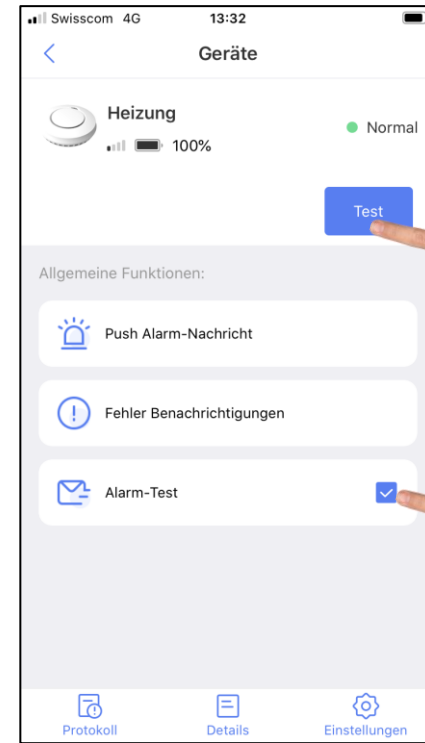 Swisscom 4G 13:32
Geräte
Heizung
100%
Normal
Test
Allgemeine Funktionen:
Push Alarm-Nachricht
Fehler Benachrichtigungen
Alarm-Test
Protokoll Details Einstellungen